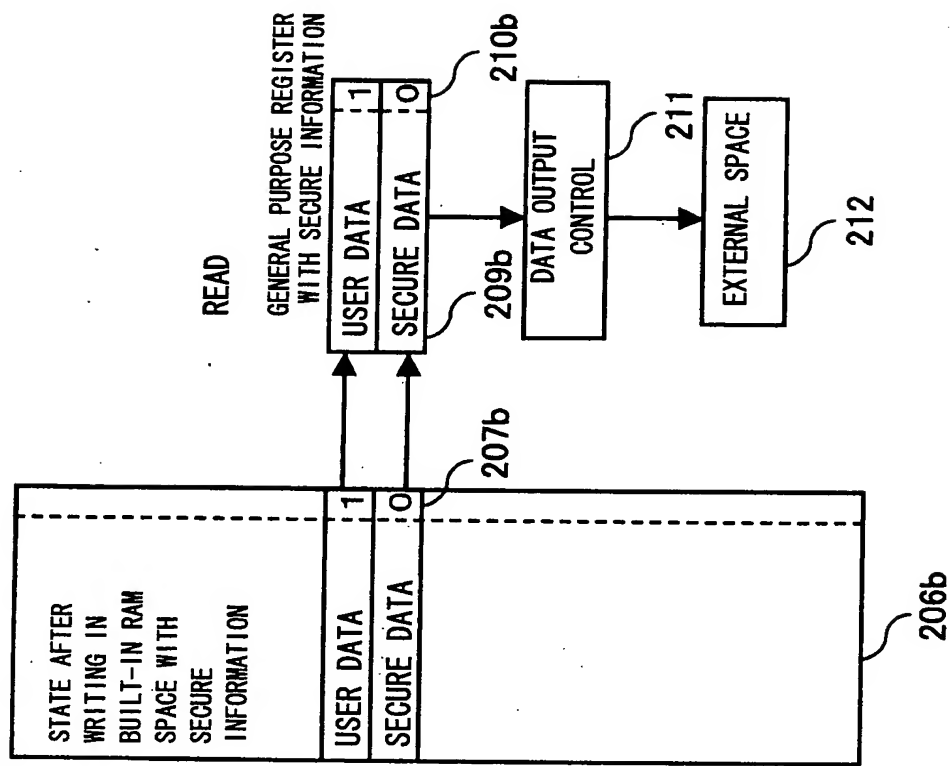 STATE AFTER
WRITING IN
BUILT-IN RAM
SPACE WITH
SECURE
INFORMATION
USER DATA 1
SECURE DATA 0
207b
206b
READ
GENERAL PURPOSE REGISTER
WITH SECURE INFORMATION
USER DATA 1
SECURE DATA 0
209b
210b
DATA OUTPUT
CONTROL
211
EXTERNAL SPACE
212